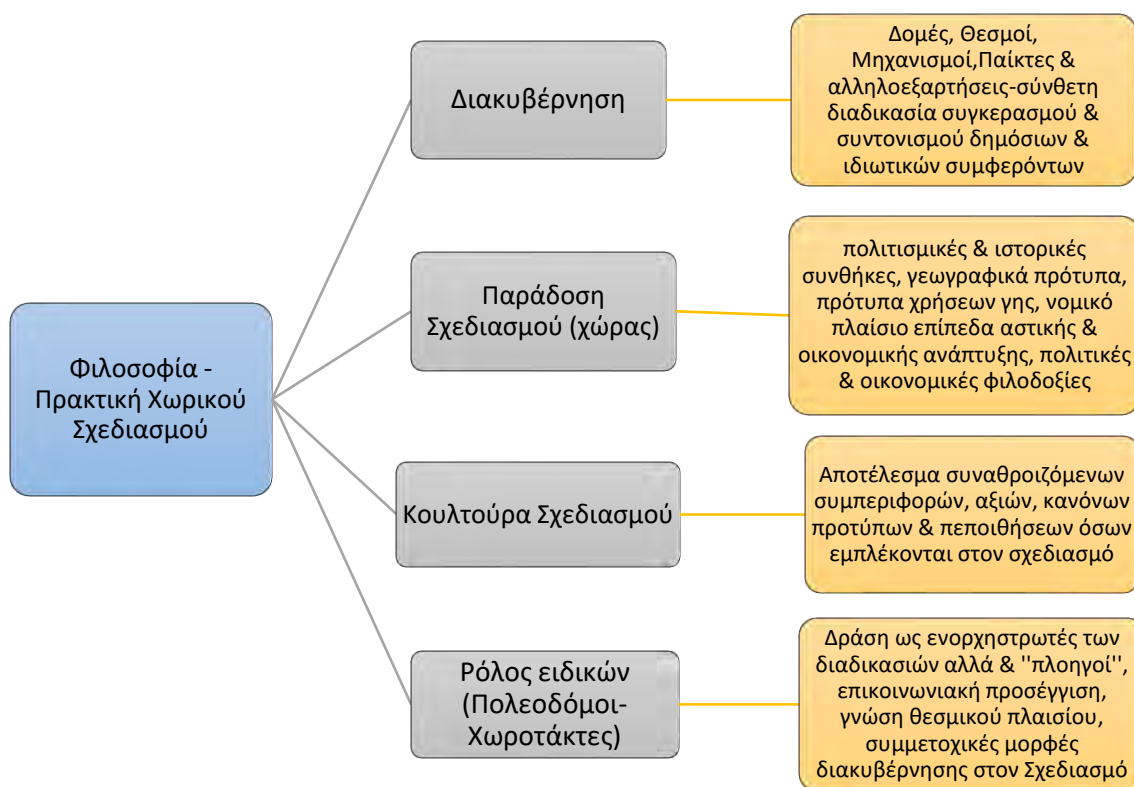 Φιλοσοφία -
Πρακτική Χωρικού
Σχεδιασμού
Διακυβέρνηση
Δομές, Θεσμοί,
Μηχανισμοί,Παίκτες &
αλληλοεξαρτήσεις-σύνθετη
διαδικασία συγκερασμού &
συντονισμού δημόσιων &
ιδιωτικών συμφερόντων
Παράδοση
Σχεδιασμού (χώρας)
πολιτισμικές & ιστορικές
συνθήκες, γεωγραφικά πρότυπα,
πρότυπα χρήσεων γης, νομικό
πλαίσιο επίπεδα αστικής &
οικονομικής ανάπτυξης, πολιτικές
& οικονομικές φιλοδοξίες
Κουλτούρα Σχεδιασμού
Αποτέλεσμα συναθροιζόμενων
συμπεριφορών, αξιών, κανόνων
προτύπων & πεποιθήσεων όσων
εμπλέκονται στον σχεδιασμό
Ρόλος ειδικών
(Πολεοδόμοι-
Χωροτάκτες)
Δράση ως ενορχηστρωτές των
διαδικασιών αλλά & ''πλοηγοί'',
επικοινωνιακή προσέγγιση,
γνώση θεσμικού πλαισίου,
συμμετοχικές μορφές
διακυβέρνησης στον Σχεδιασμό